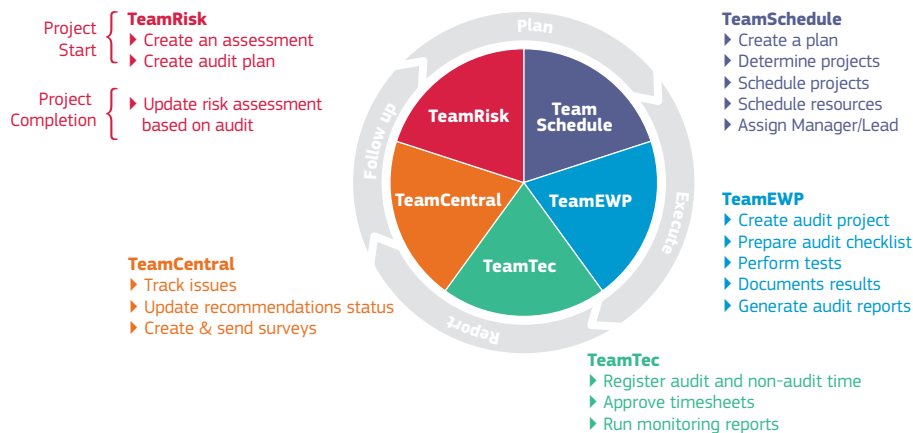 TeamRisk
Project
Start
Create an assessment
Create audit plan
Project
Completion
Update risk assessment
based on audit
TeamSchedule
Create a plan
Determine projects
Schedule projects
Schedule resources
Assign Manager/Lead
Plan
Execute
Report
Follow up
TeamRisk
Team
Schedule
TeamCentral
TeamEWP
TeamTec
TeamEWP
Create audit project
Prepare audit checklist
Perform tests
Documents results
Generate audit reports
TeamCentral
Track issues
Update recommendations status
Create & send surveys
TeamTec
Register audit and non-audit time
Approve timesheets
Run monitoring reports